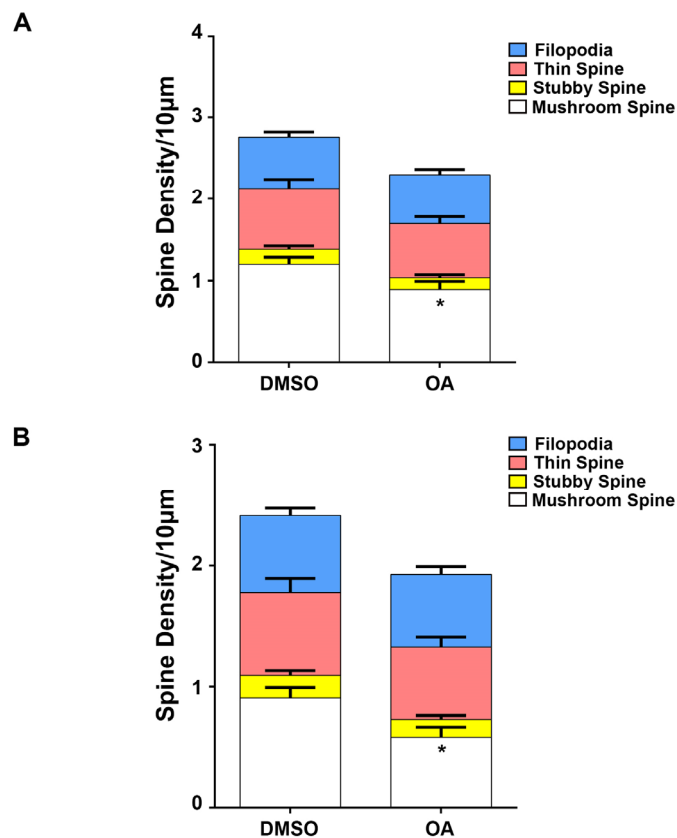 A
Spine Density/10µm
4
3
2
1
0
DMSO
OA
*
Filopodia
Thin Spine
Stubby Spine
Mushroom Spine
B
Spine Density/10µm
3
2
1
0
DMSO
OA
*
Filopodia
Thin Spine
Stubby Spine
Mushroom Spine